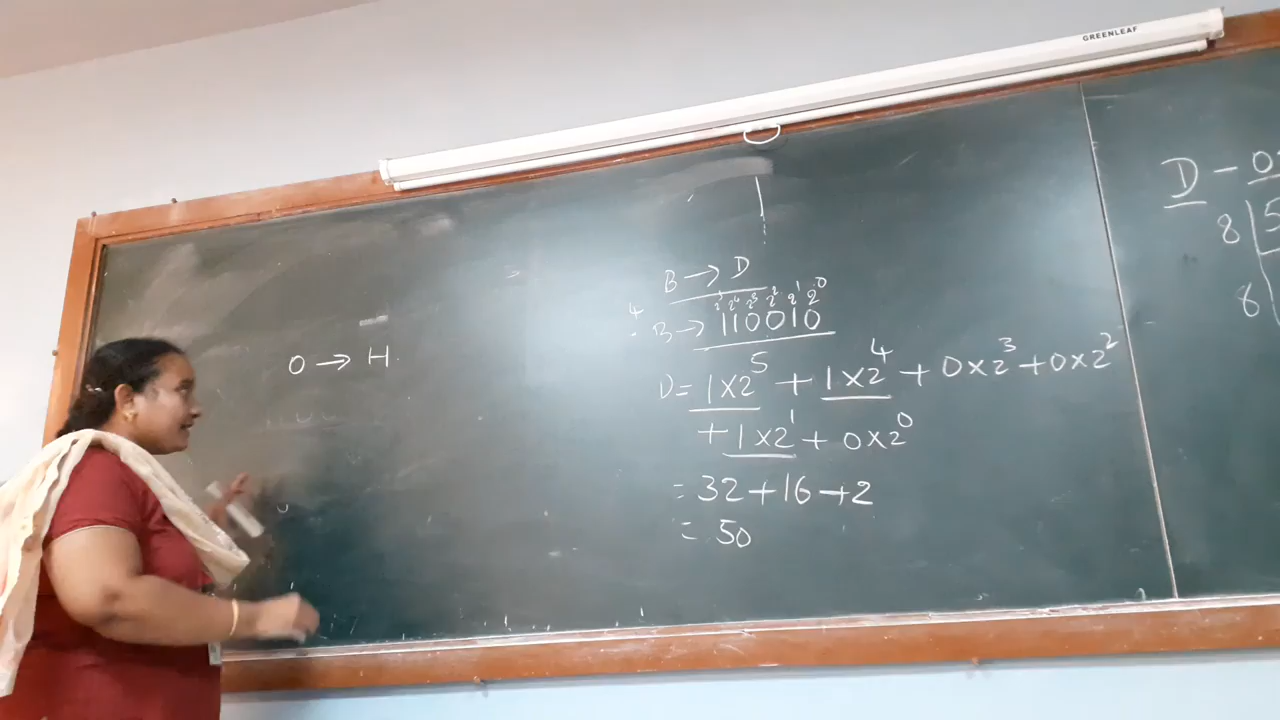 GREENLEAF
O → H
B → D
2⁵ 2⁴ 2³ 2² 2¹ 2⁰
4. B → 110010
D = 1×2⁵ + 1×2⁴ + 0×2³ + 0×2²
+ 1×2¹ + 0×2⁰
= 32 + 16 + 2
= 50
D - O
8 5
8